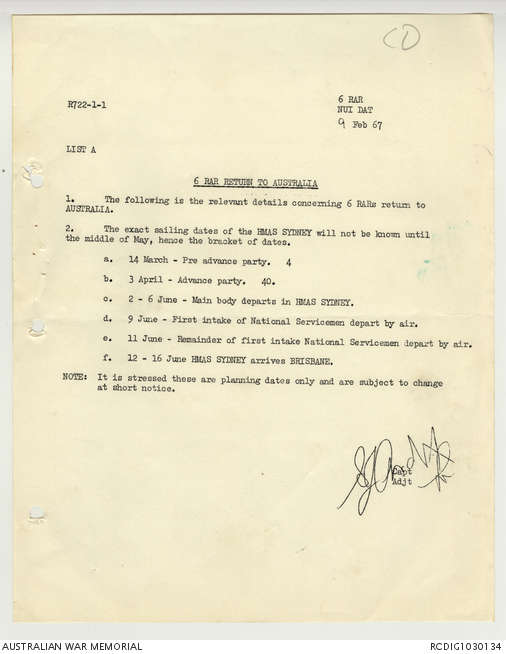 CD
R722-1-1
6 RAR
NUI DAT
9 Feb 67
LIST A
6 RAR RETURN TO AUSTRALIA
1. The following is the relevant details concerning 6 RARs return to
AUSTRALIA.
2. The exact sailing dates of the HMAS SYDNEY will not be known until
the middle of May, hence the bracket of dates.
a. 14 March - Pre advance party. 4
b. 3 April - Advance party. 40.
c. 2 - 6 June - Main body departs in HMAS SYDNEY.
d. 9 June - First intake of National Servicemen depart by air.
e. 11 June - Remainder of first intake National Servicemen depart by air.
f. 12 - 16 June HMAS SYDNEY arrives BRISBANE.
NOTE: It is stressed these are planning dates only and are subject to change
at short notice.
Capt
Adjt
AUSTRALIAN WAR MEMORIAL
RCDIG1030134